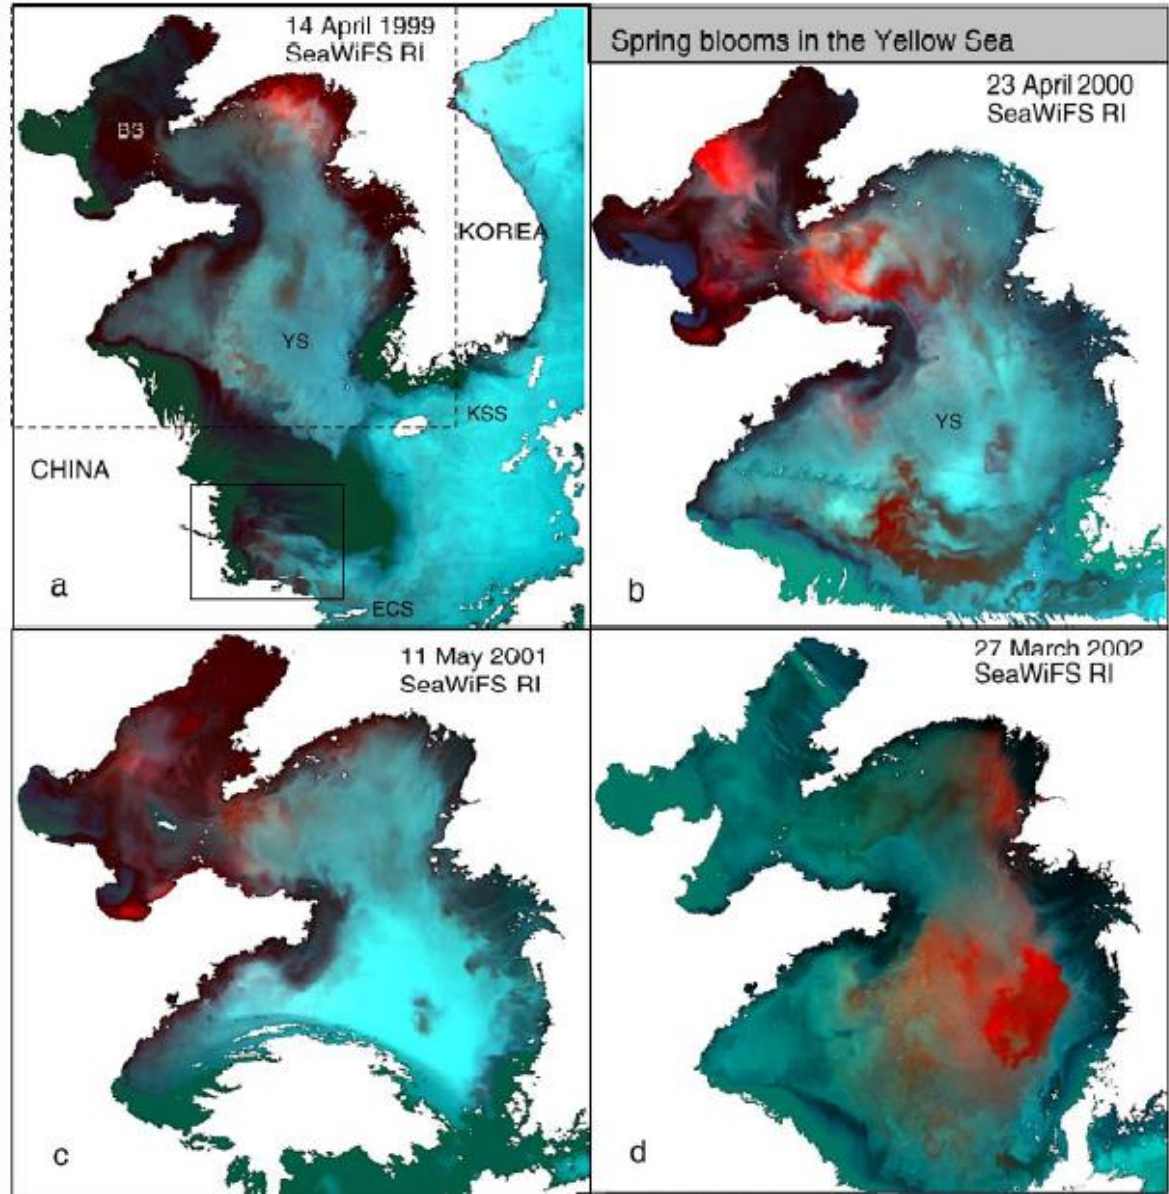 14 April 1999
SeaWiFS RI
BS
KOREA
YS
KSS
CHINA
ECS
a
Spring blooms in the Yellow Sea
23 April 2000
SeaWiFS RI
YS
b
11 May 2001
SeaWiFS RI
c
27 March 2002
SeaWiFS RI
d